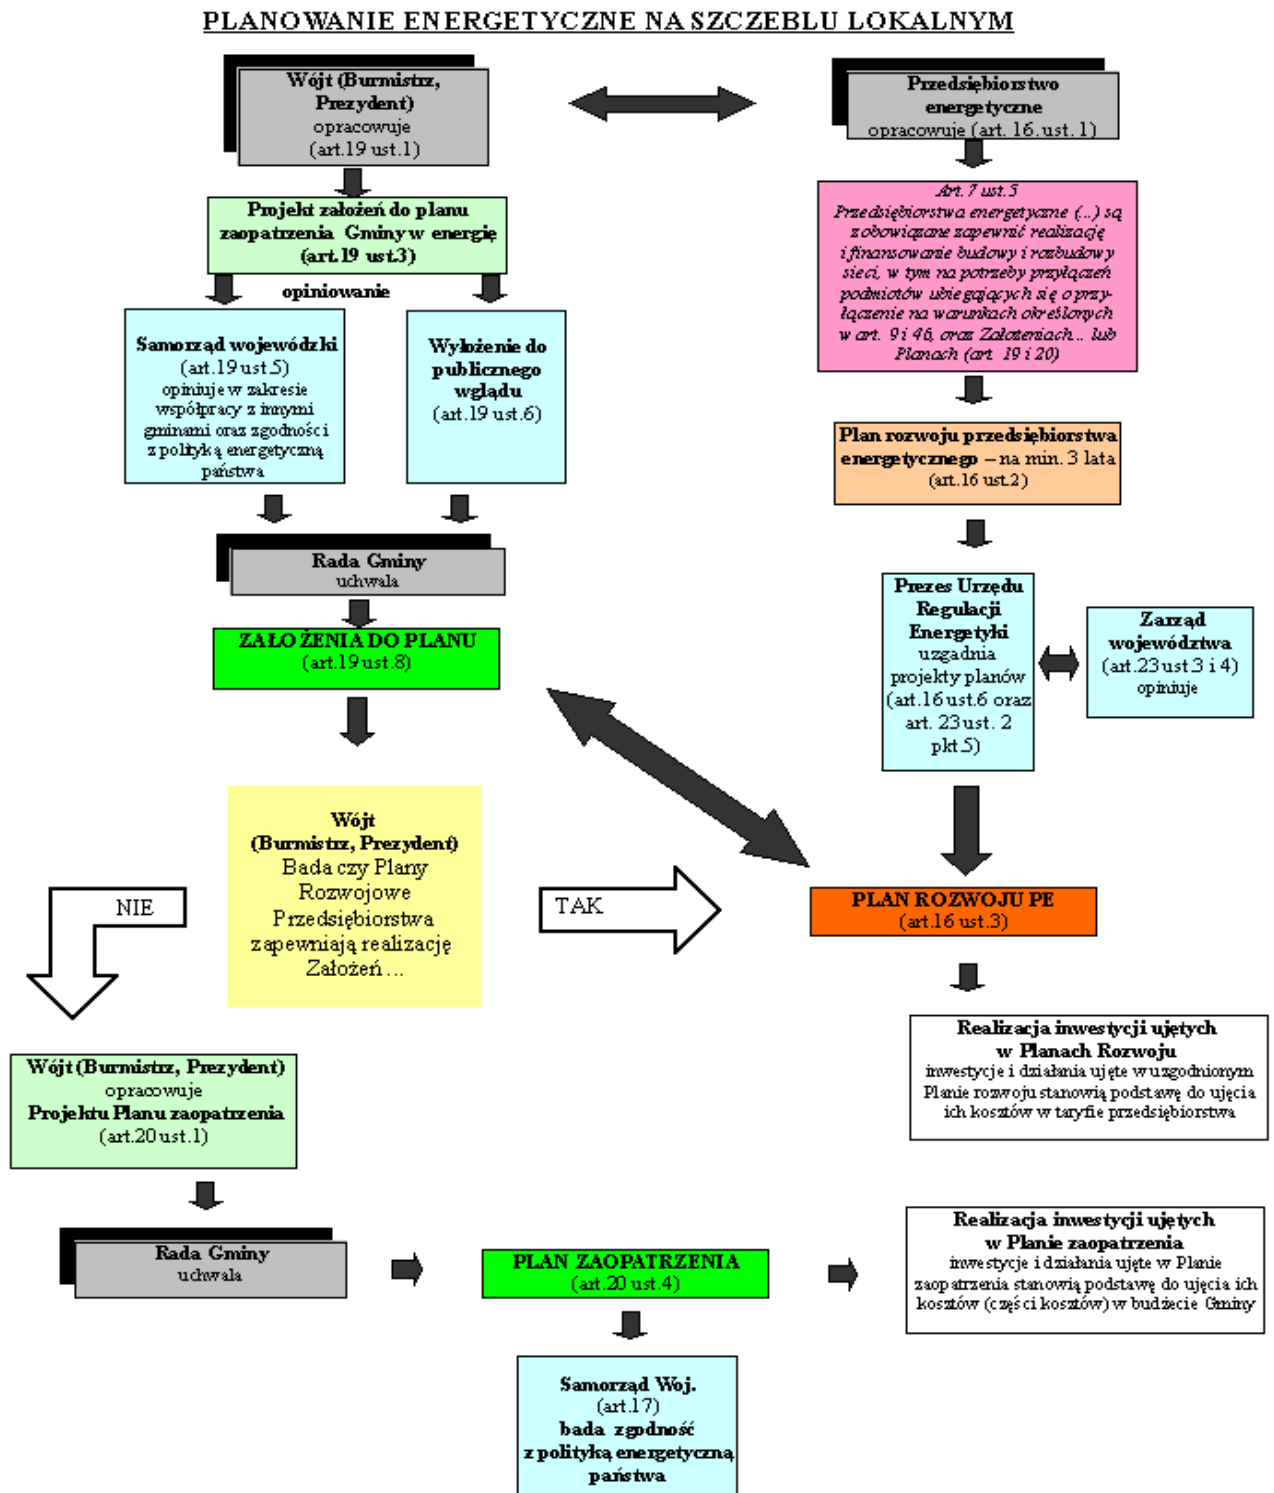 PLANOWANIE ENERGETYCZNE NA SZCZEBLU LOKALNYM
Wójt (Burmistrz,
Prezydent)
opracowuje
(art.19 ust.1)
Przedsiębiorstwo
energetyczne
opracowuje (art. 16. ust. 1)
Projekt założeń do planu
zaopatrzenia Gminy w energię
(art.19 ust.3)
opiniowanie
Samorząd wojewódzki
(art.19 ust.5)
opiniuje w zakresie
współpracy z innymi
gminami oraz zgodności
z polityką energetyczną
państwa
Wyłożenie do
publicznego
wglądu
(art.19 ust.6)
Art. 7 ust.5
Przedsiębiorstwa energetyczne (...) są
zobowiązane zapewnić realizację
i finansowanie budowy i rozbudowy
sieci, w tym na potrzeby przyłączeń
podmiotów ubiegających się o przy-
łączenie na warunkach określonych
w art. 9 i 46, oraz Założeniach... lub
Planach (art. 19 i 20)
Plan rozwoju przedsiębiorstwa
energetycznego – na min. 3 lata
(art.16 ust.2)
Rada Gminy
uchwala
ZAŁOŻENIA DO PLANU
(art.19 ust.8)
Prezes Urzędu
Regulacji
Energetyki
uzgadnia
projekty planów
(art.16 ust.6 oraz
art. 23 ust. 2
pkt.5)
Zarząd
województwa
(art.23 ust.3 i 4)
opiniuje
Wójt
(Burmistrz, Prezydent)
Bada czy Plany
Rozwojowe
Przedsiębiorstwa
zapewniają realizację
Założeń ...
NIE
TAK
PLAN ROZWOJU PE
(art.16 ust.3)
Realizacja inwestycji ujętych
w Planach Rozwoju
inwestycje i działania ujęte w uzgodnionym
Planie rozwoju stanowią podstawę do ujęcia
ich kosztów w taryfie przedsiębiorstwa
Wójt (Burmistrz, Prezydent)
opracowuje
Projektu Planu zaopatrzenia
(art.20 ust.1)
Rada Gminy
uchwala
PLAN ZAOPATRZENIA
(art.20 ust.4)
Realizacja inwestycji ujętych
w Planie zaopatrzenia
inwestycje i działania ujęte w Planie
zaopatrzenia stanowią podstawę do ujęcia ich
kosztów (części kosztów) w budżecie Gminy
Samorząd Woj.
(art.17)
bada zgodność
z polityką energetyczną
państwa